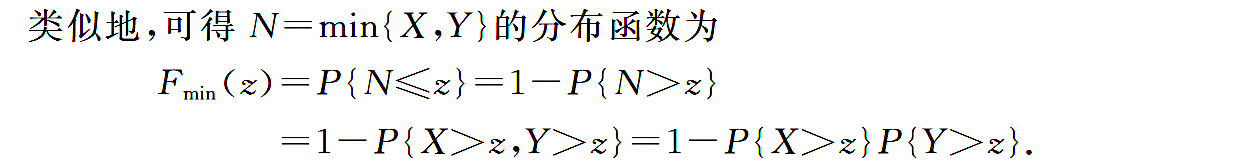 类似地,可得 N=min{X,Y}的分布函数为
F_min(z)=P{N≤z}=1-P{N>z}
=1-P{X>z,Y>z}=1-P{X>z}P{Y>z}.